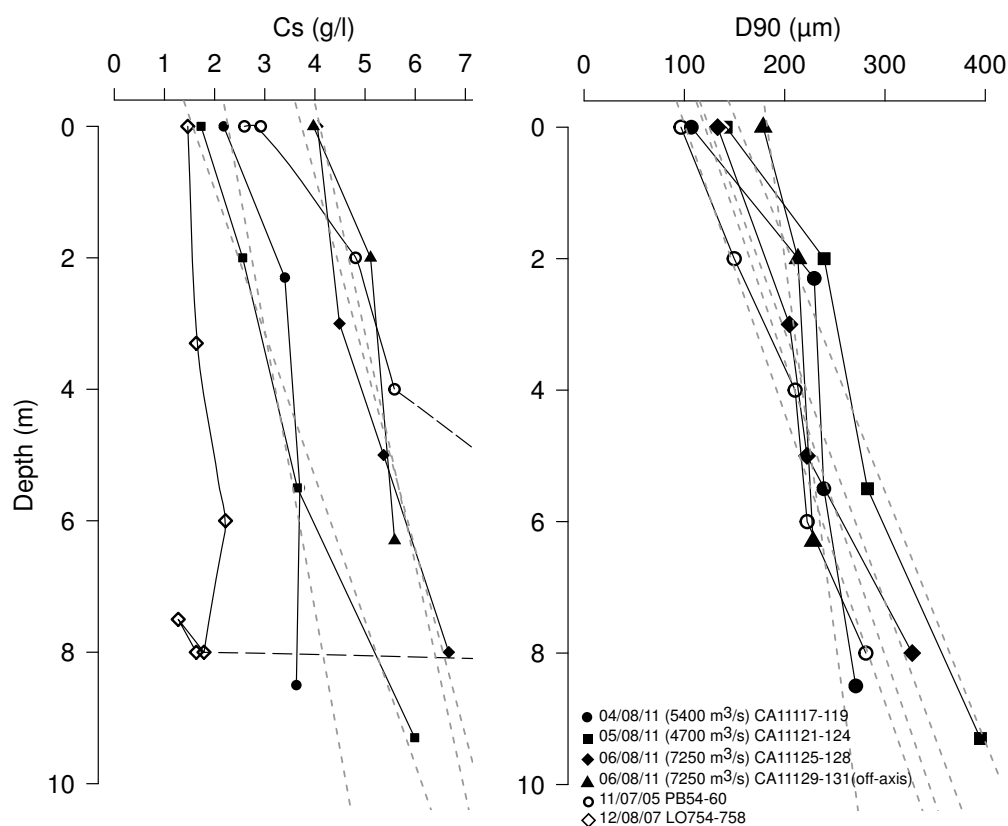 Cs (g/l)
D90 (µm)
0 1 2 3 4 5 6 7
0 100 200 300 400
Depth (m)
0
2
4
6
8
10
0
2
4
6
8
10
04/08/11 (5400 m3/s) CA11117-119
05/08/11 (4700 m3/s) CA11121-124
06/08/11 (7250 m3/s) CA11125-128
06/08/11 (7250 m3/s) CA11129-131(off-axis)
11/07/05 PB54-60
12/08/07 LO754-758